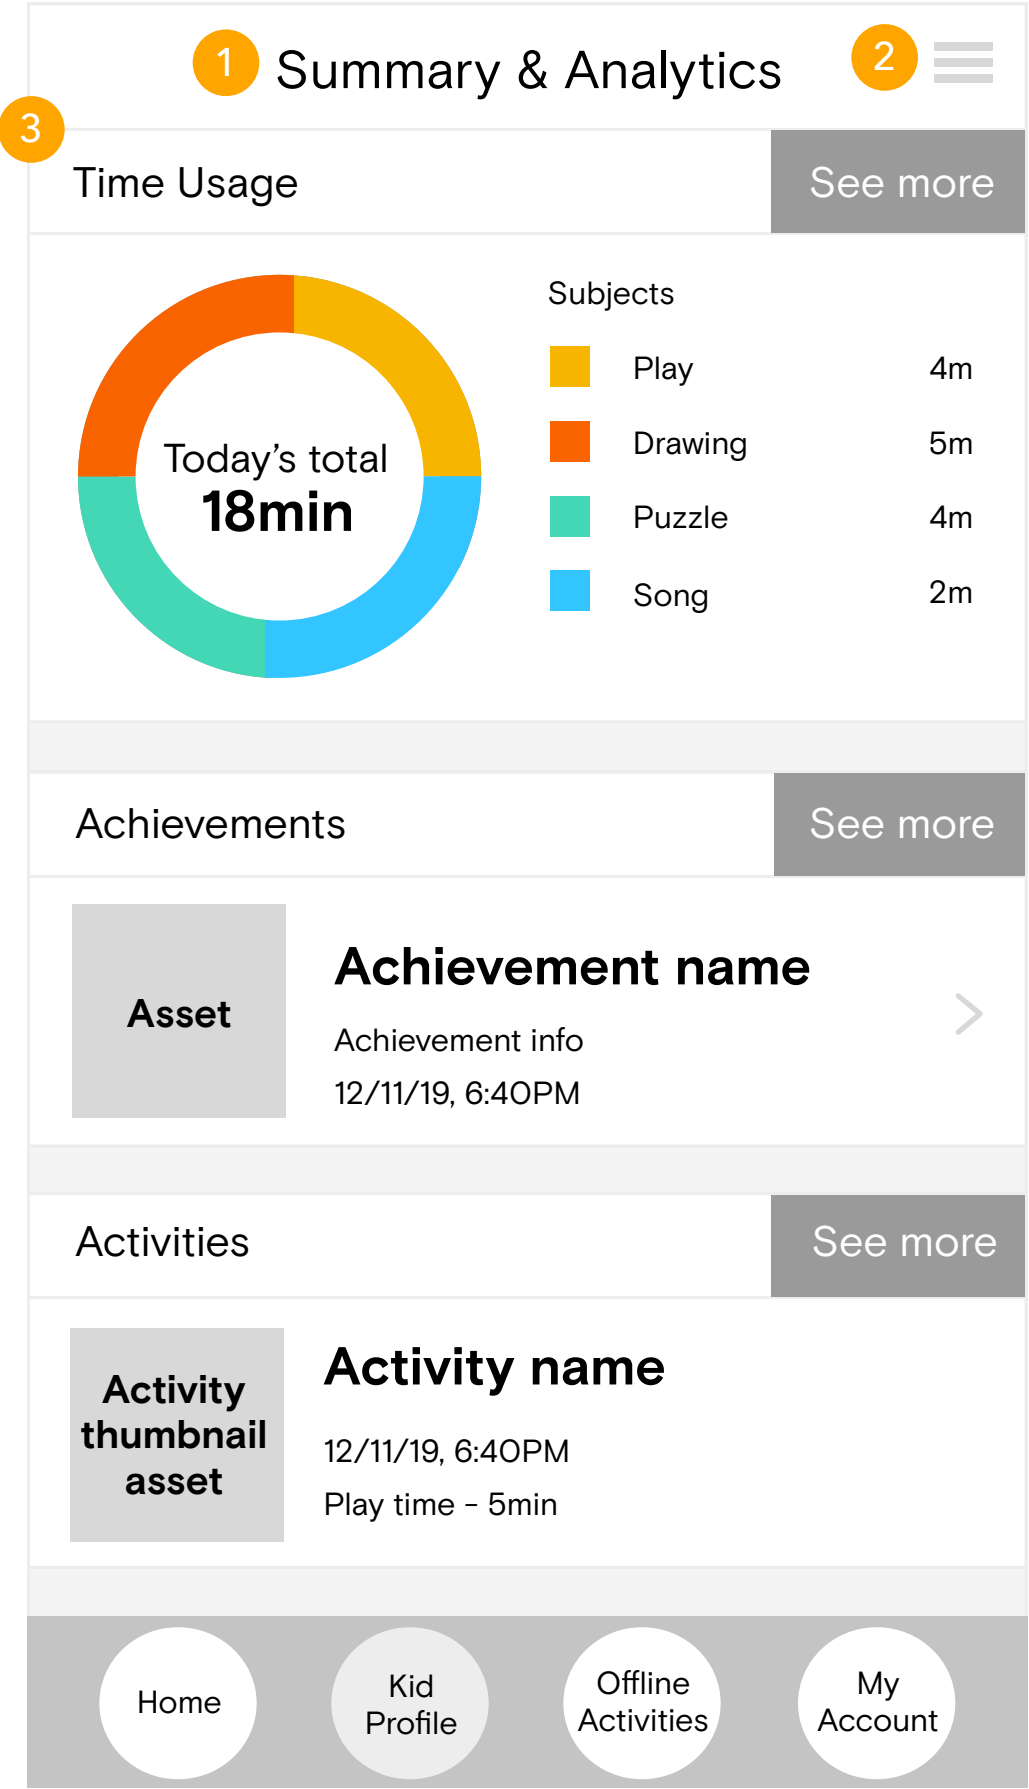 1 Summary & Analytics 2
3
Time Usage See more
Today's total
18min
Subjects
Play 4m
Drawing 5m
Puzzle 4m
Song 2m
Achievements See more
Asset
Achievement name
Achievement info
12/11/19, 6:40PM
Activities See more
Activity
thumbnail
asset
Activity name
12/11/19, 6:40PM
Play time - 5min
Home
Kid
Profile
Offline
Activities
My
Account